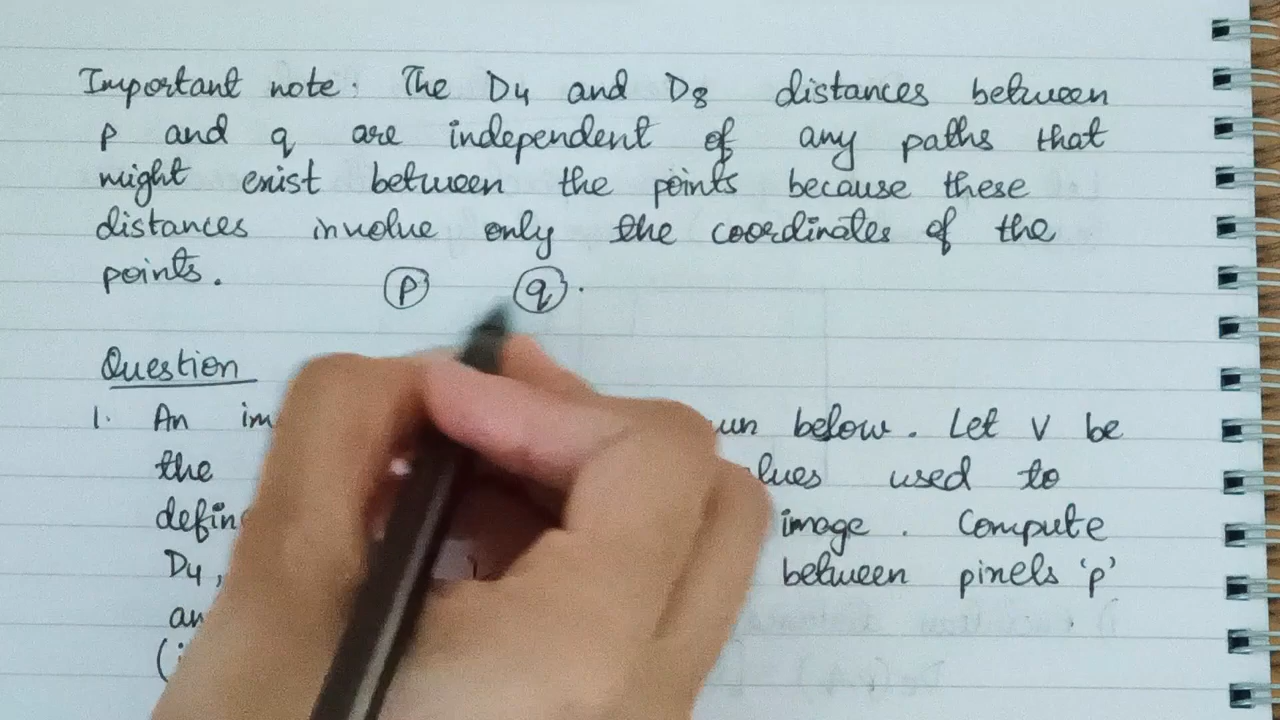 Important note: The D4 and D8 distances between
p and q are independent of any paths that
might exist between the points because these
distances involve only the coordinates of the
points. p q.
Question
1. An below. Let V be
the used to
image. Compute
D4, between pixels 'p'